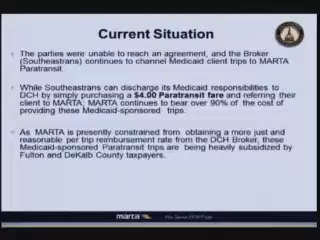 Current Situation
The parties were unable to reach an agreement, and the Broker
(Southeastrans) continues to channel Medicaid client trips to MARTA
Paratransit.
While Southeastrans can discharge its Medicaid responsibilities to
DCH by simply purchasing a $4.00 Paratransit fare and referring their
client to MARTA; MARTA continues to bear over 90% of the cost of
providing these Medicaid-sponsored trips.
As MARTA is presently constrained from obtaining a more just and
reasonable per trip reimbursement rate from the DCH Broker, these
Medicaid-sponsored Paratransit trips are being heavily subsidized by
Fulton and DeKalb County taxpayers.
marta